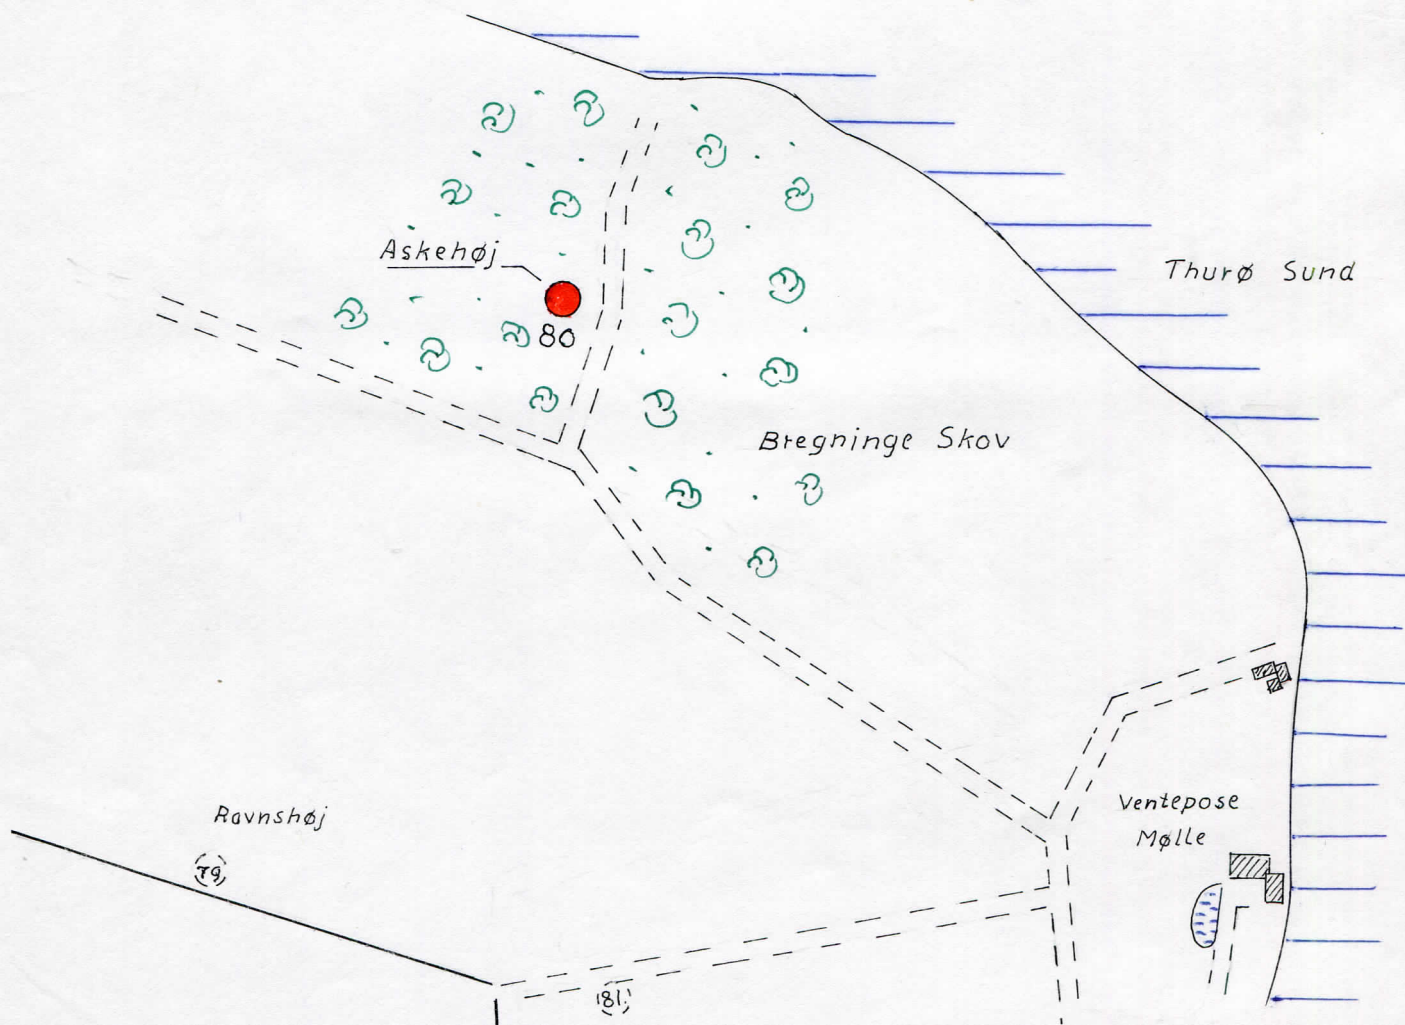 Askehøj
80
Thurø Sund
Bregninge Skov
Ventepose
Mølle
Ravnshøj
79
81